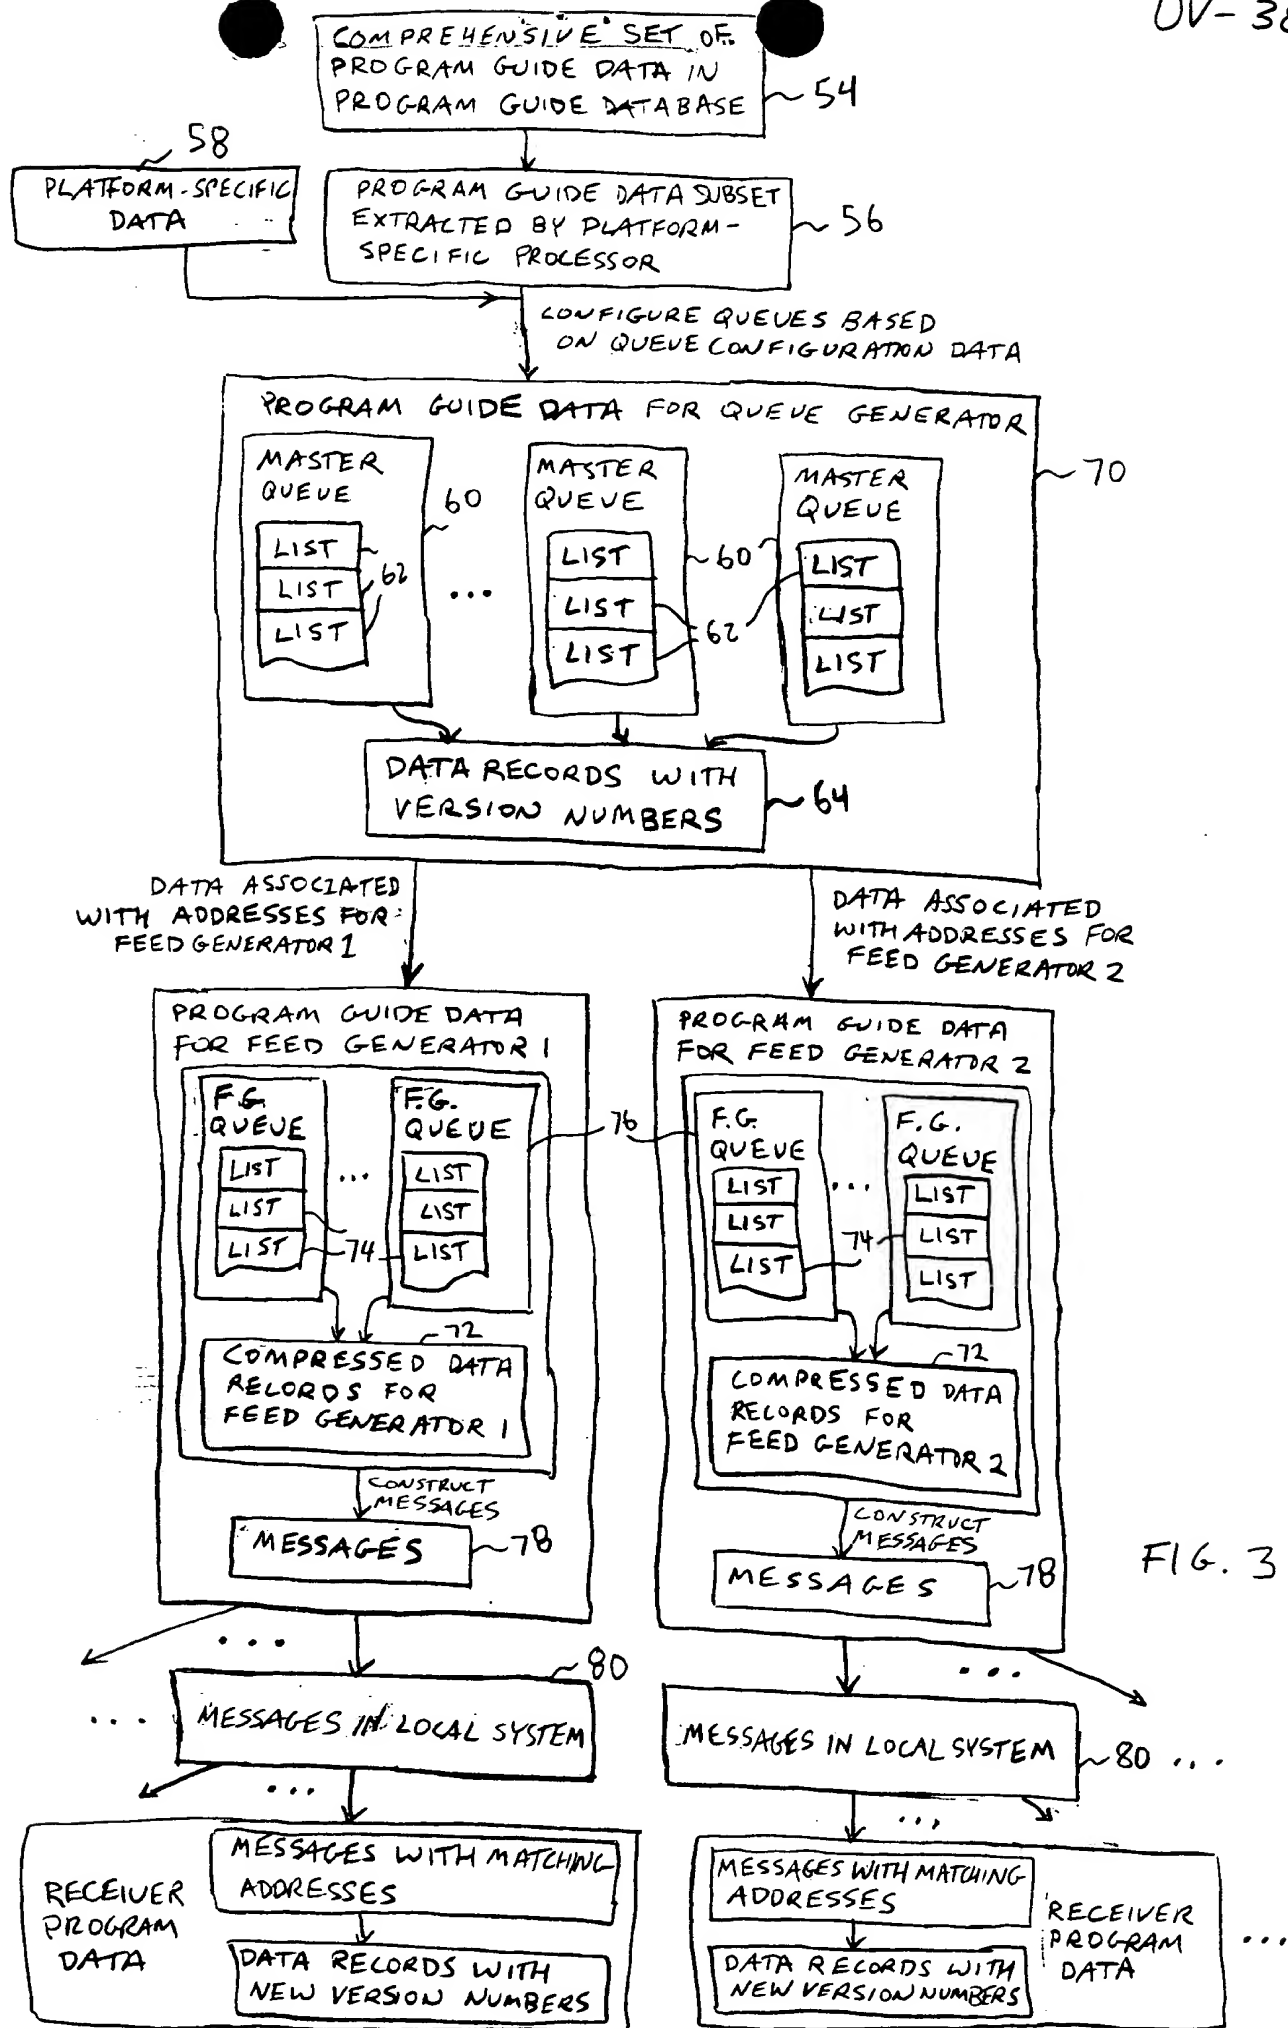 UV-38
COMPREHENSIVE SET OF
PROGRAM GUIDE DATA IN
PROGRAM GUIDE DATABASE
54
58
PLATFORM-SPECIFIC
DATA
PROGRAM GUIDE DATA SUBSET
EXTRACTED BY PLATFORM-
SPECIFIC PROCESSOR
56
CONFIGURE QUEUES BASED
ON QUEUE CONFIGURATION DATA
PROGRAM GUIDE DATA FOR QUEUE GENERATOR
70
MASTER
QUEUE
60
LIST
LIST
LIST
62
...
MASTER
QUEUE
LIST
LIST
LIST
60
62
MASTER
QUEUE
LIST
LIST
LIST
DATA RECORDS WITH
VERSION NUMBERS
64
DATA ASSOCIATED
WITH ADDRESSES FOR
FEED GENERATOR 1
DATA ASSOCIATED
WITH ADDRESSES FOR
FEED GENERATOR 2
PROGRAM GUIDE DATA
FOR FEED GENERATOR 1
F.G.
QUEUE
LIST
LIST
LIST
...
F.G.
QUEUE
LIST
LIST
LIST
74
76
72
COMPRESSED DATA
RECORDS FOR
FEED GENERATOR 1
CONSTRUCT
MESSAGES
MESSAGES
78
PROGRAM GUIDE DATA
FOR FEED GENERATOR 2
F.G.
QUEUE
LIST
LIST
LIST
...
F.G.
QUEUE
LIST
LIST
LIST
74
72
COMPRESSED DATA
RECORDS FOR
FEED GENERATOR 2
CONSTRUCT
MESSAGES
MESSAGES
78
FIG. 3
...
80
... MESSAGES IN LOCAL SYSTEM
...
...
MESSAGES IN LOCAL SYSTEM
80 ...
...
RECEIVER
PROGRAM
DATA
MESSAGES WITH MATCHING
ADDRESSES
DATA RECORDS WITH
NEW VERSION NUMBERS
MESSAGES WITH MATCHING
ADDRESSES
DATA RECORDS WITH
NEW VERSION NUMBERS
RECEIVER
PROGRAM
DATA
...